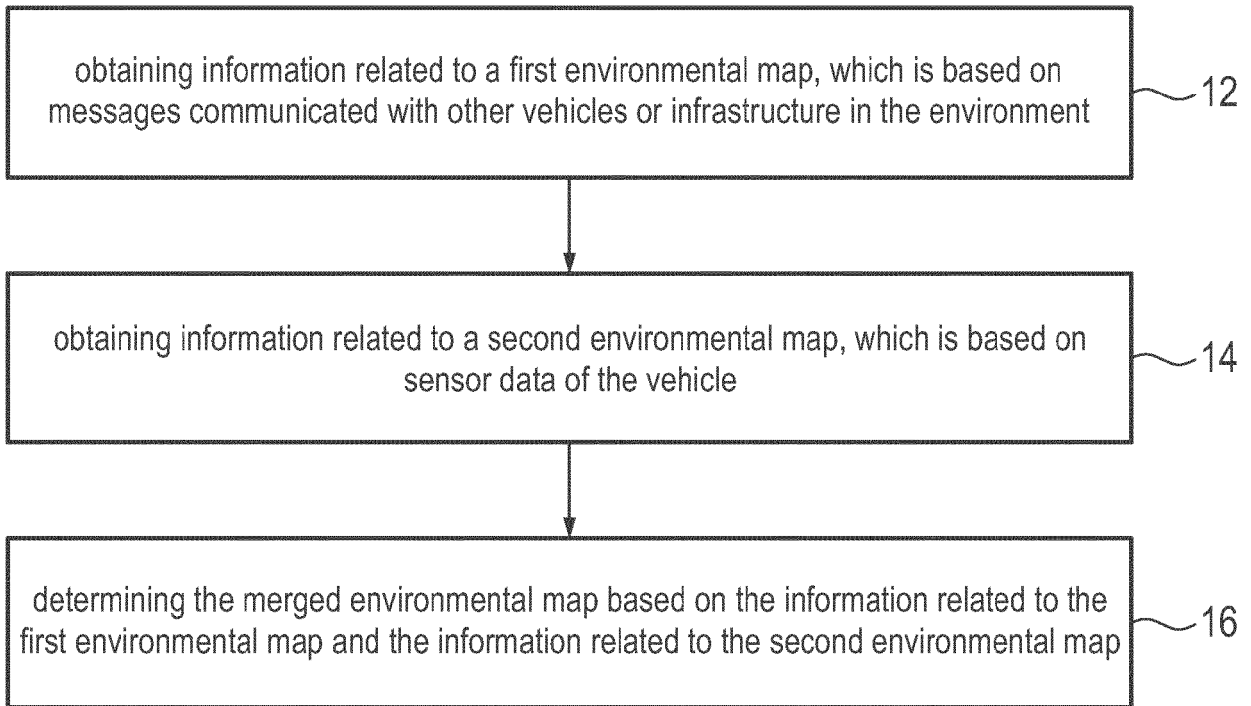 obtaining information related to a first environmental map, which is based on
messages communicated with other vehicles or infrastructure in the environment
12
obtaining information related to a second environmental map, which is based on
sensor data of the vehicle
14
determining the merged environmental map based on the information related to the
first environmental map and the information related to the second environmental map
16